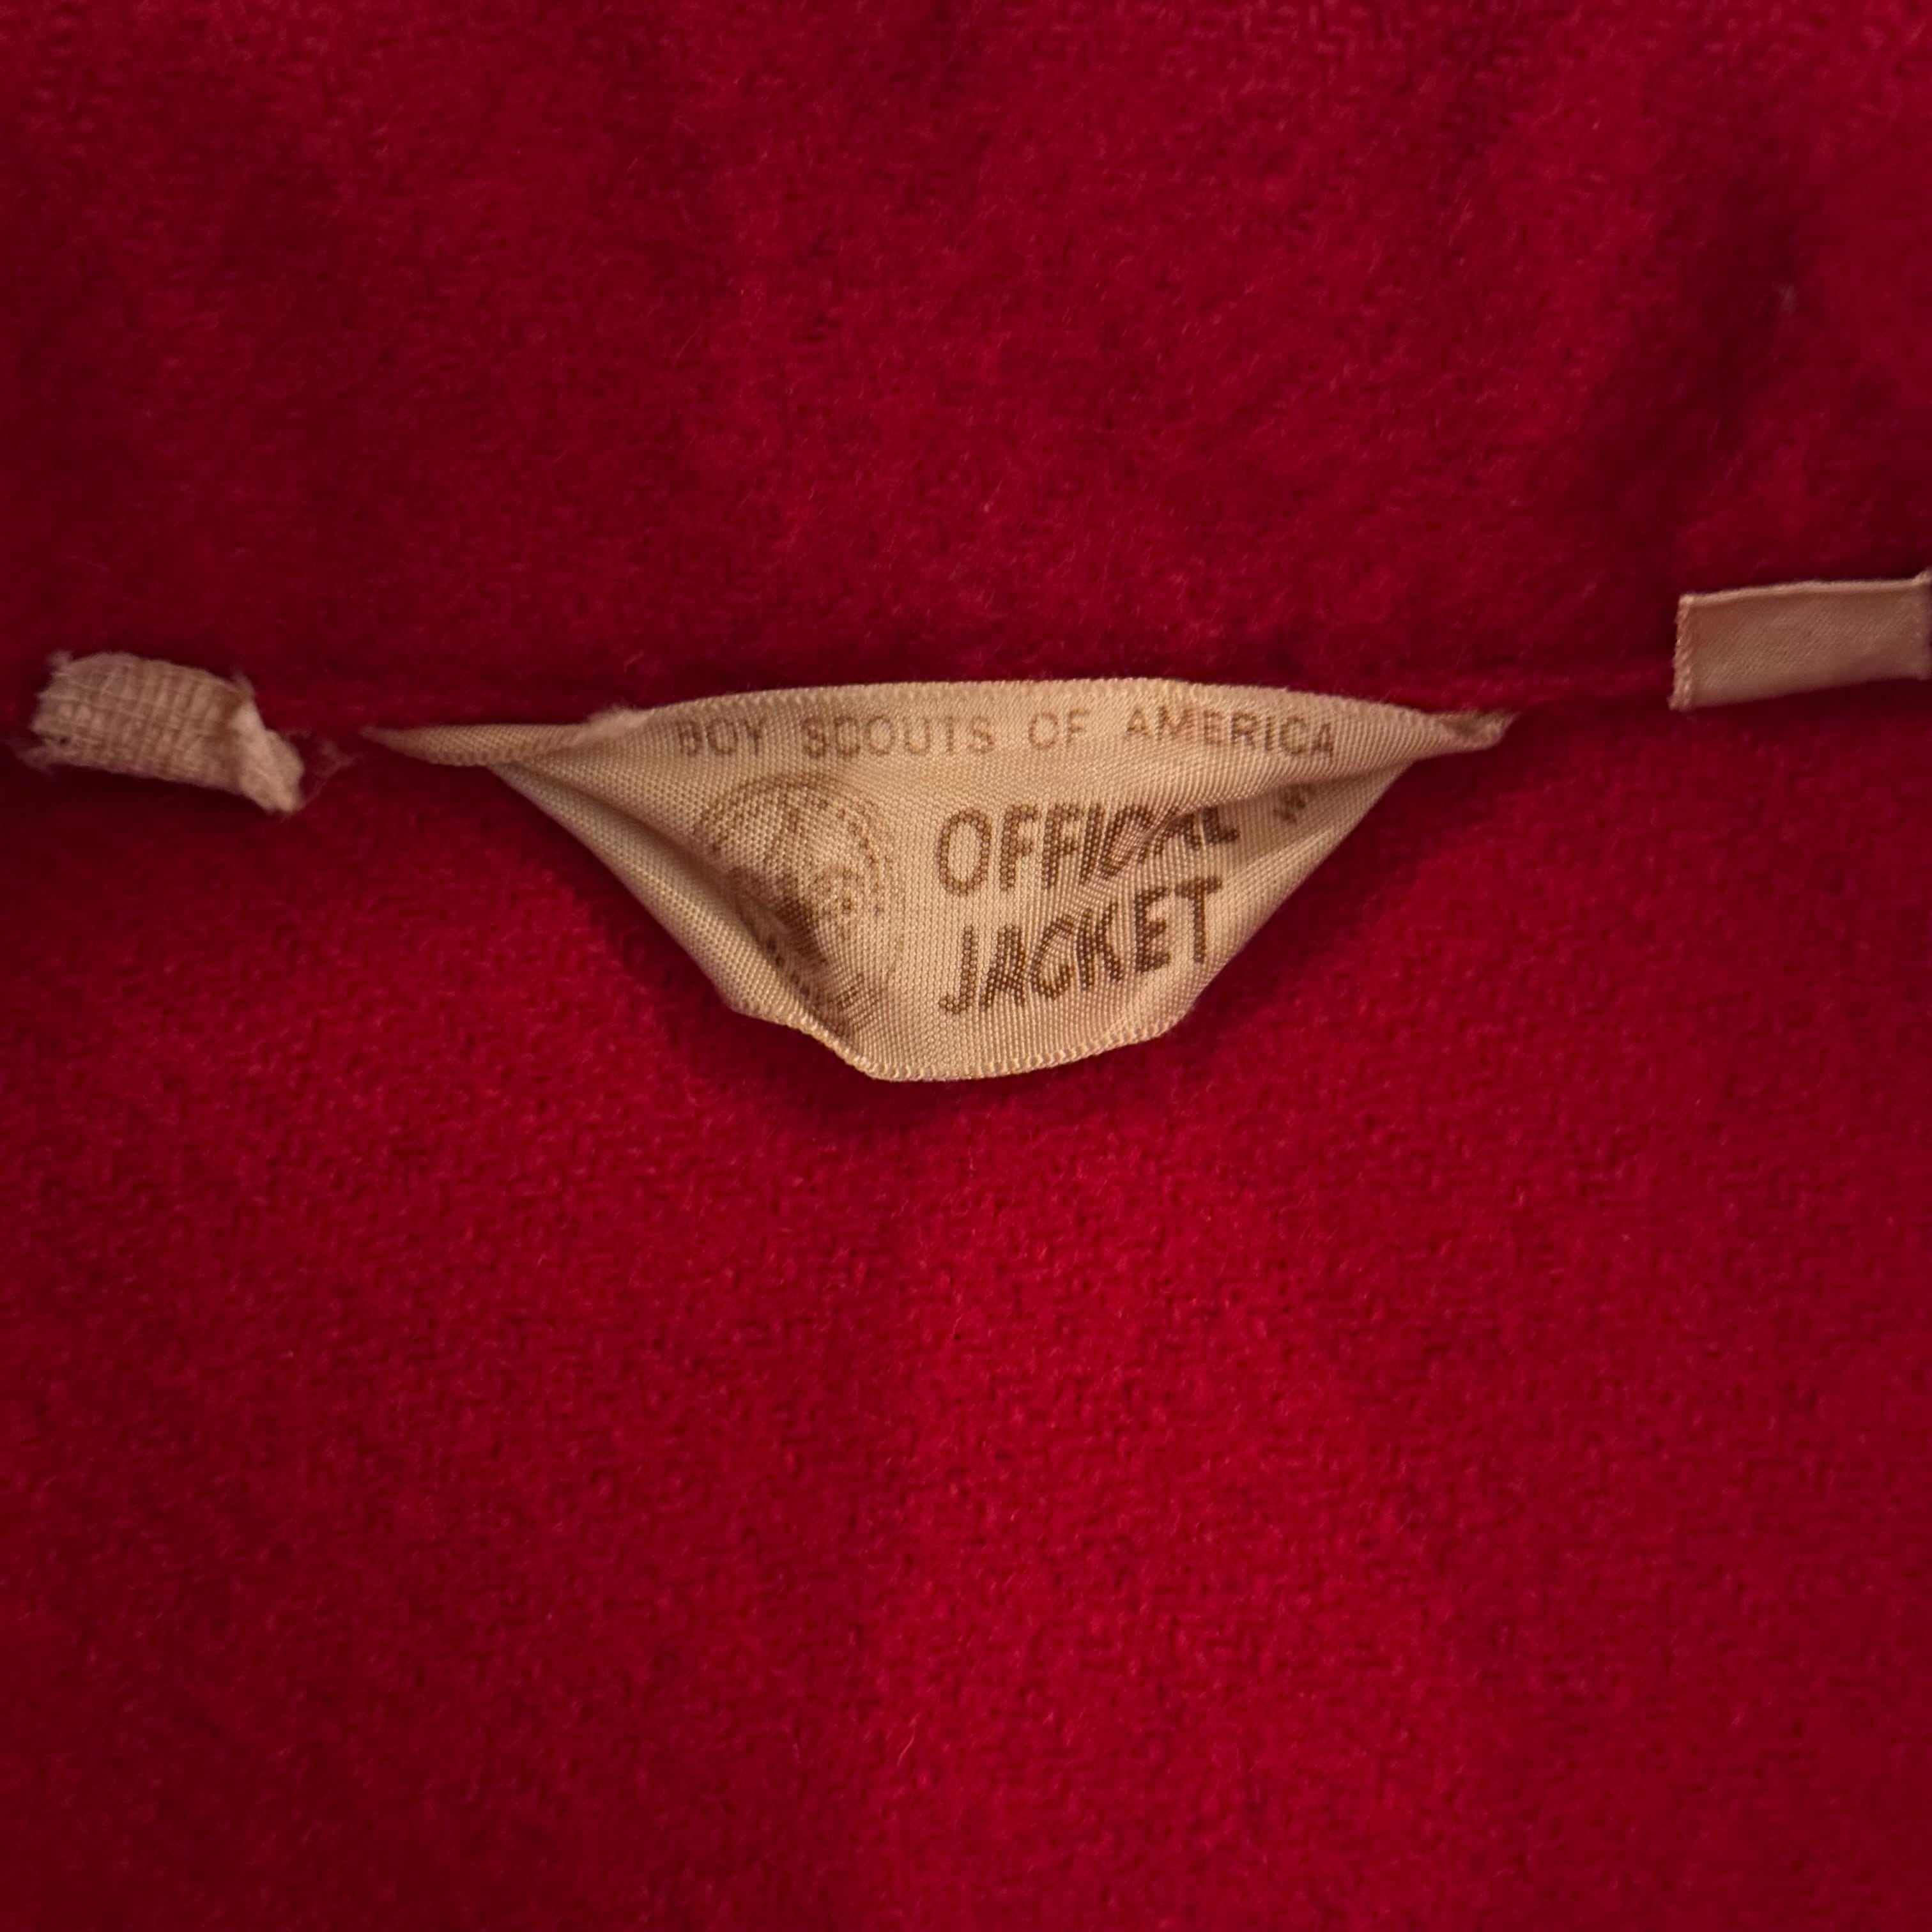 BOY SCOUTS OF AMERICA
OFFICIAL
JACKET